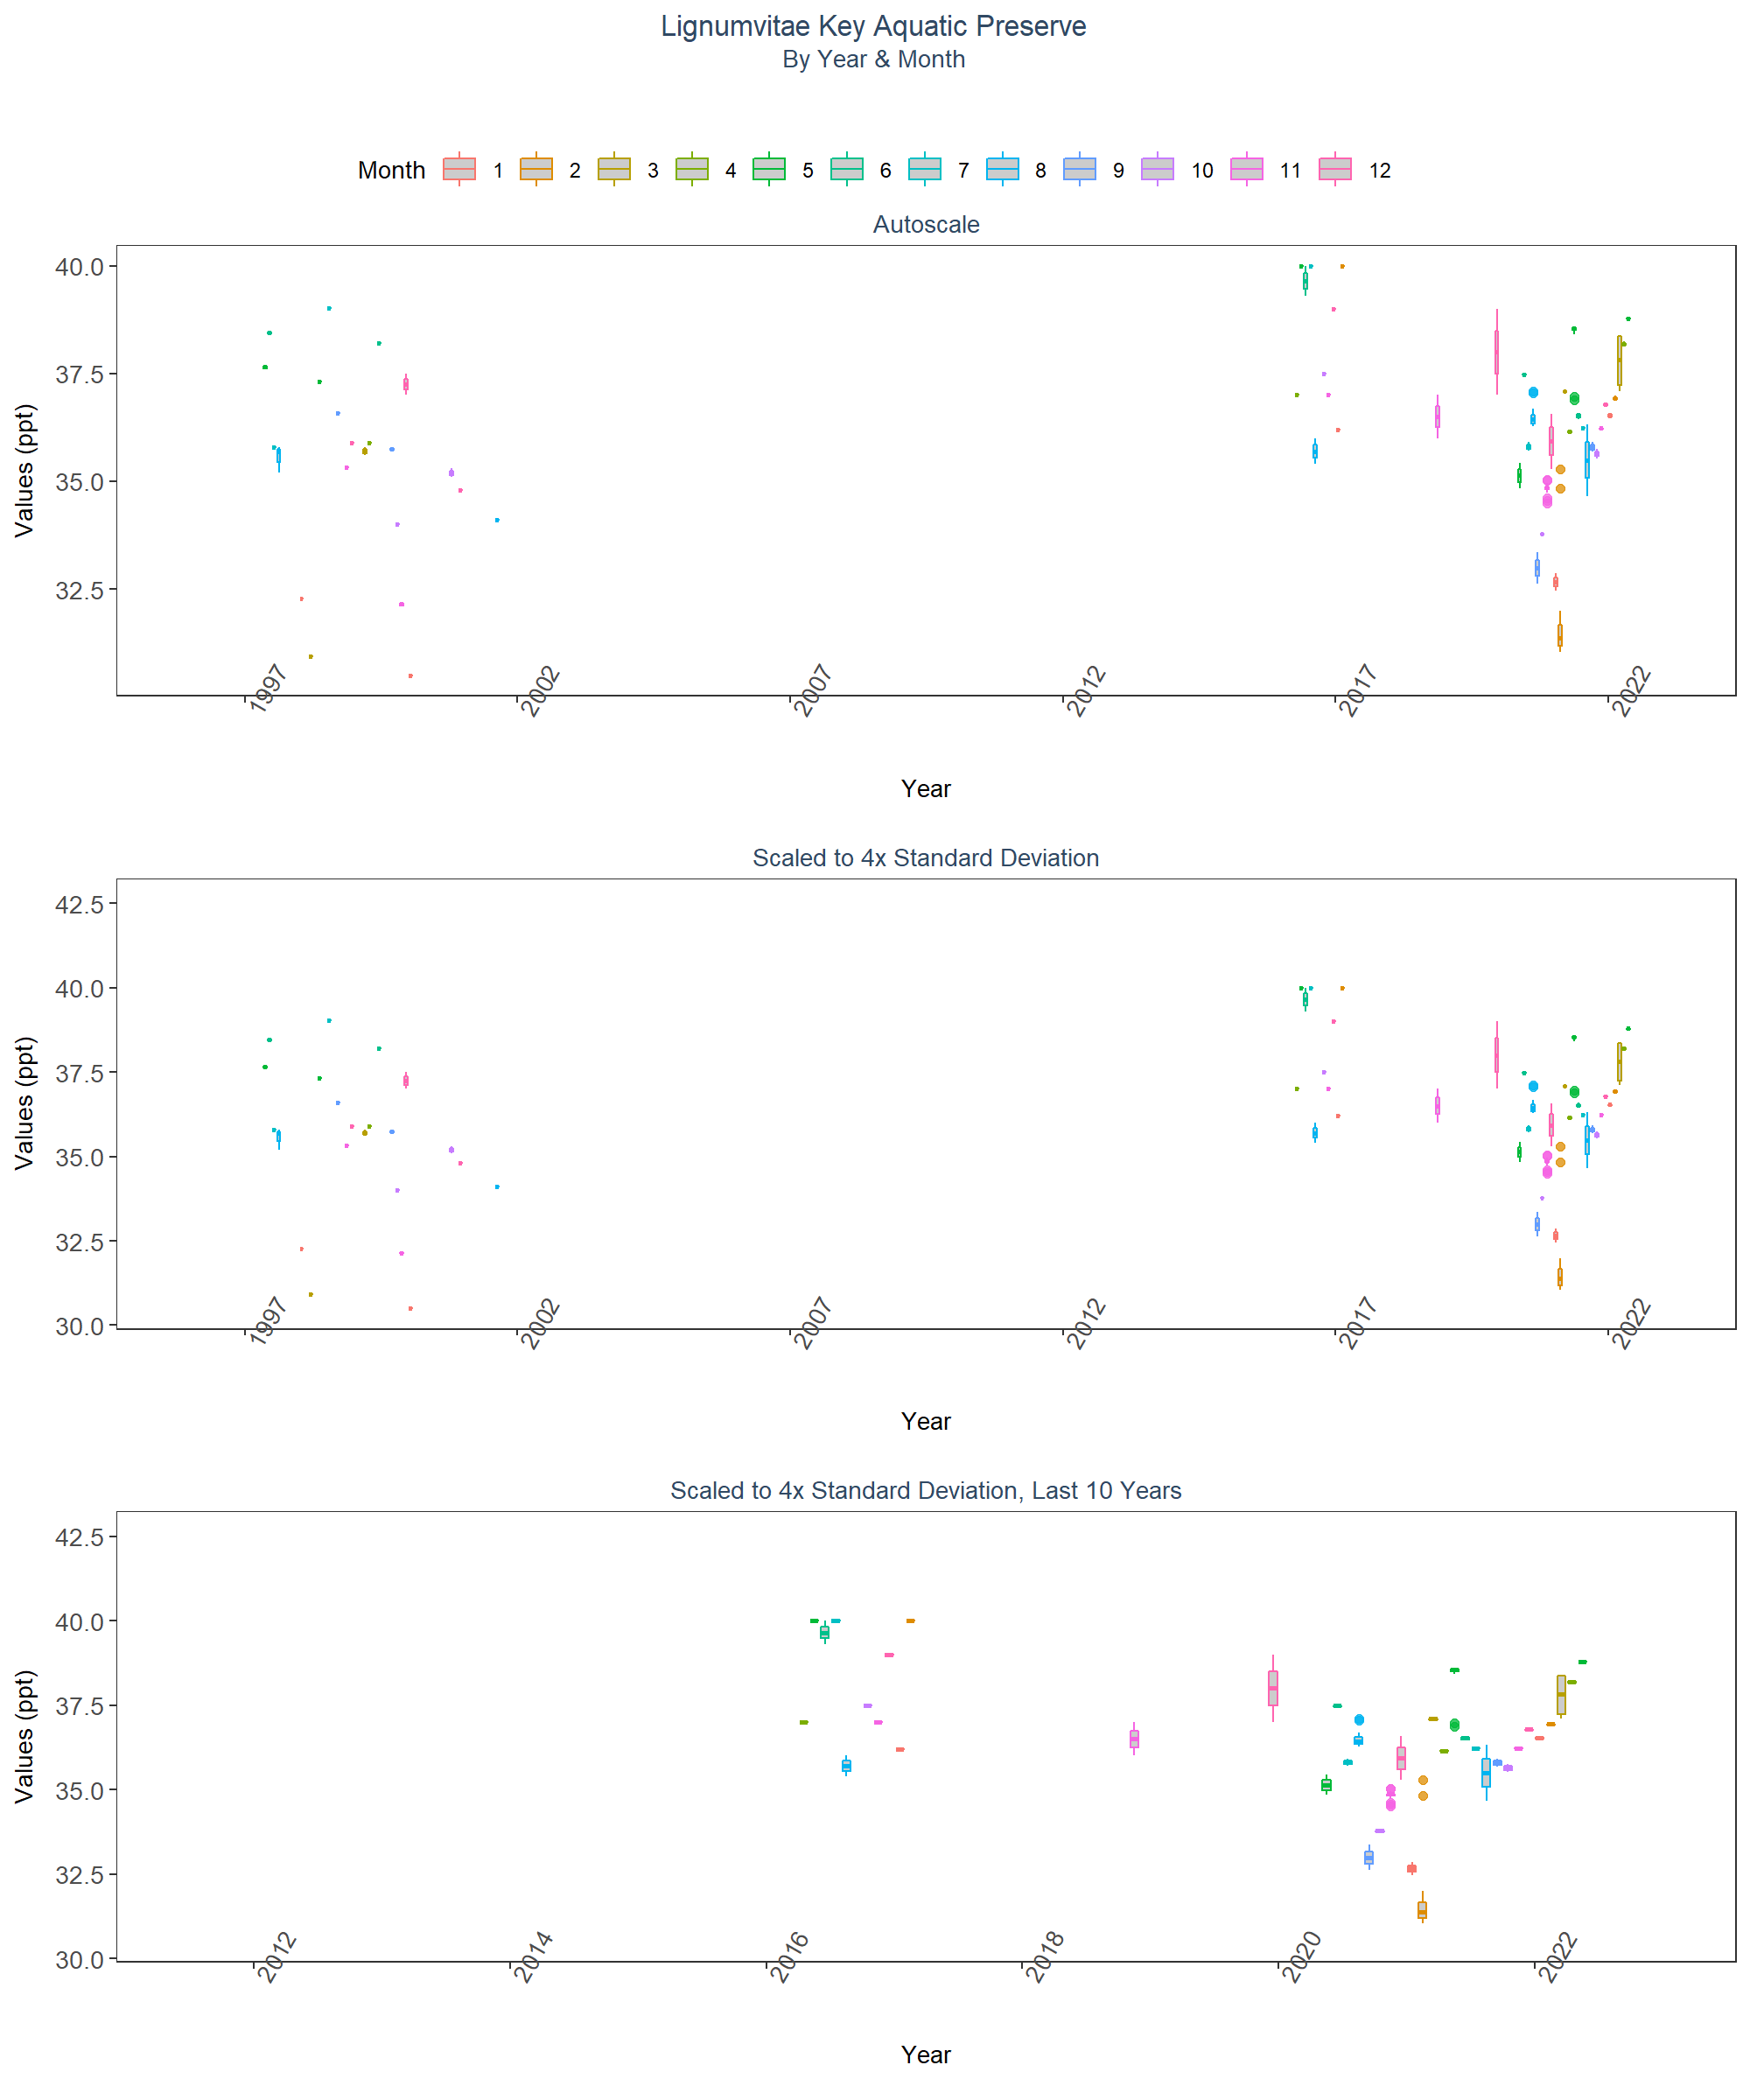 Lignumvitae Key Aquatic Preserve
By Year & Month
Month 1 2 3 4 5 6 7 8 9 10 11 12
Autoscale
40.0
37.5
35.0
32.5
Values (ppt)
1997 2002 2007 2012 2017 2022
Year
Scaled to 4x Standard Deviation
42.5
40.0
37.5
35.0
32.5
30.0
Values (ppt)
1997 2002 2007 2012 2017 2022
Year
Scaled to 4x Standard Deviation, Last 10 Years
42.5
40.0
37.5
35.0
32.5
30.0
Values (ppt)
2012 2014 2016 2018 2020 2022
Year